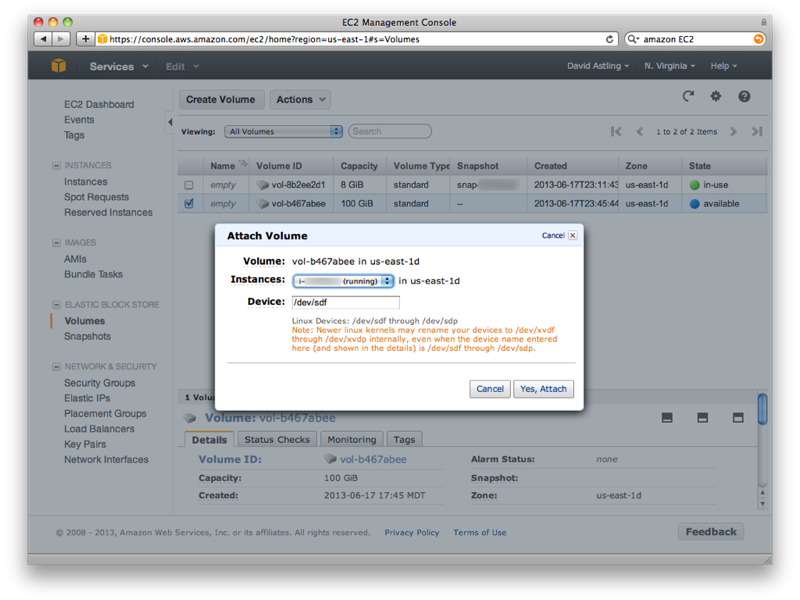 EC2 Management Console
https://console.aws.amazon.com/ec2/home?region=us-east-1#s=Volumes
amazon EC2
Services Edit David Astling N. Virginia Help
EC2 Dashboard
Events
Tags
INSTANCES
Instances
Spot Requests
Reserved Instances
IMAGES
AMIs
Bundle Tasks
ELASTIC BLOCK STORE
Volumes
Snapshots
NETWORK & SECURITY
Security Groups
Elastic IPs
Placement Groups
Load Balancers
Key Pairs
Network Interfaces
Create Volume Actions
Viewing: All Volumes Search 1 to 2 of 2 Items
Name Volume ID Capacity Volume Type Snapshot Created Zone State
empty vol-8b2ee2d1 8 GiB standard snap- 2013-06-17T23:11:43 us-east-1d in-use
empty vol-b467abee 100 GiB standard -- 2013-06-17T23:45:44 us-east-1d available
Attach Volume Cancel
Volume: vol-b467abee in us-east-1d
Instances: i- (running) in us-east-1d
Device: /dev/sdf
Linux Devices: /dev/sdf through /dev/sdp
Note: Newer linux kernels may rename your devices to /dev/xvdf
through /dev/xvdp internally, even when the device name entered
here (and shown in the details) is /dev/sdf through /dev/sdp.
Cancel Yes, Attach
1 Volu
Volume: vol-b467abee
Details Status Checks Monitoring Tags
Volume ID: vol-b467abee Alarm Status: none
Capacity: 100 GiB Snapshot:
Created: 2013-06-17 17:45 MDT Zone: us-east-1d
© 2008 - 2013, Amazon Web Services, Inc. or its affiliates. All rights reserved. Privacy Policy Terms of Use Feedback